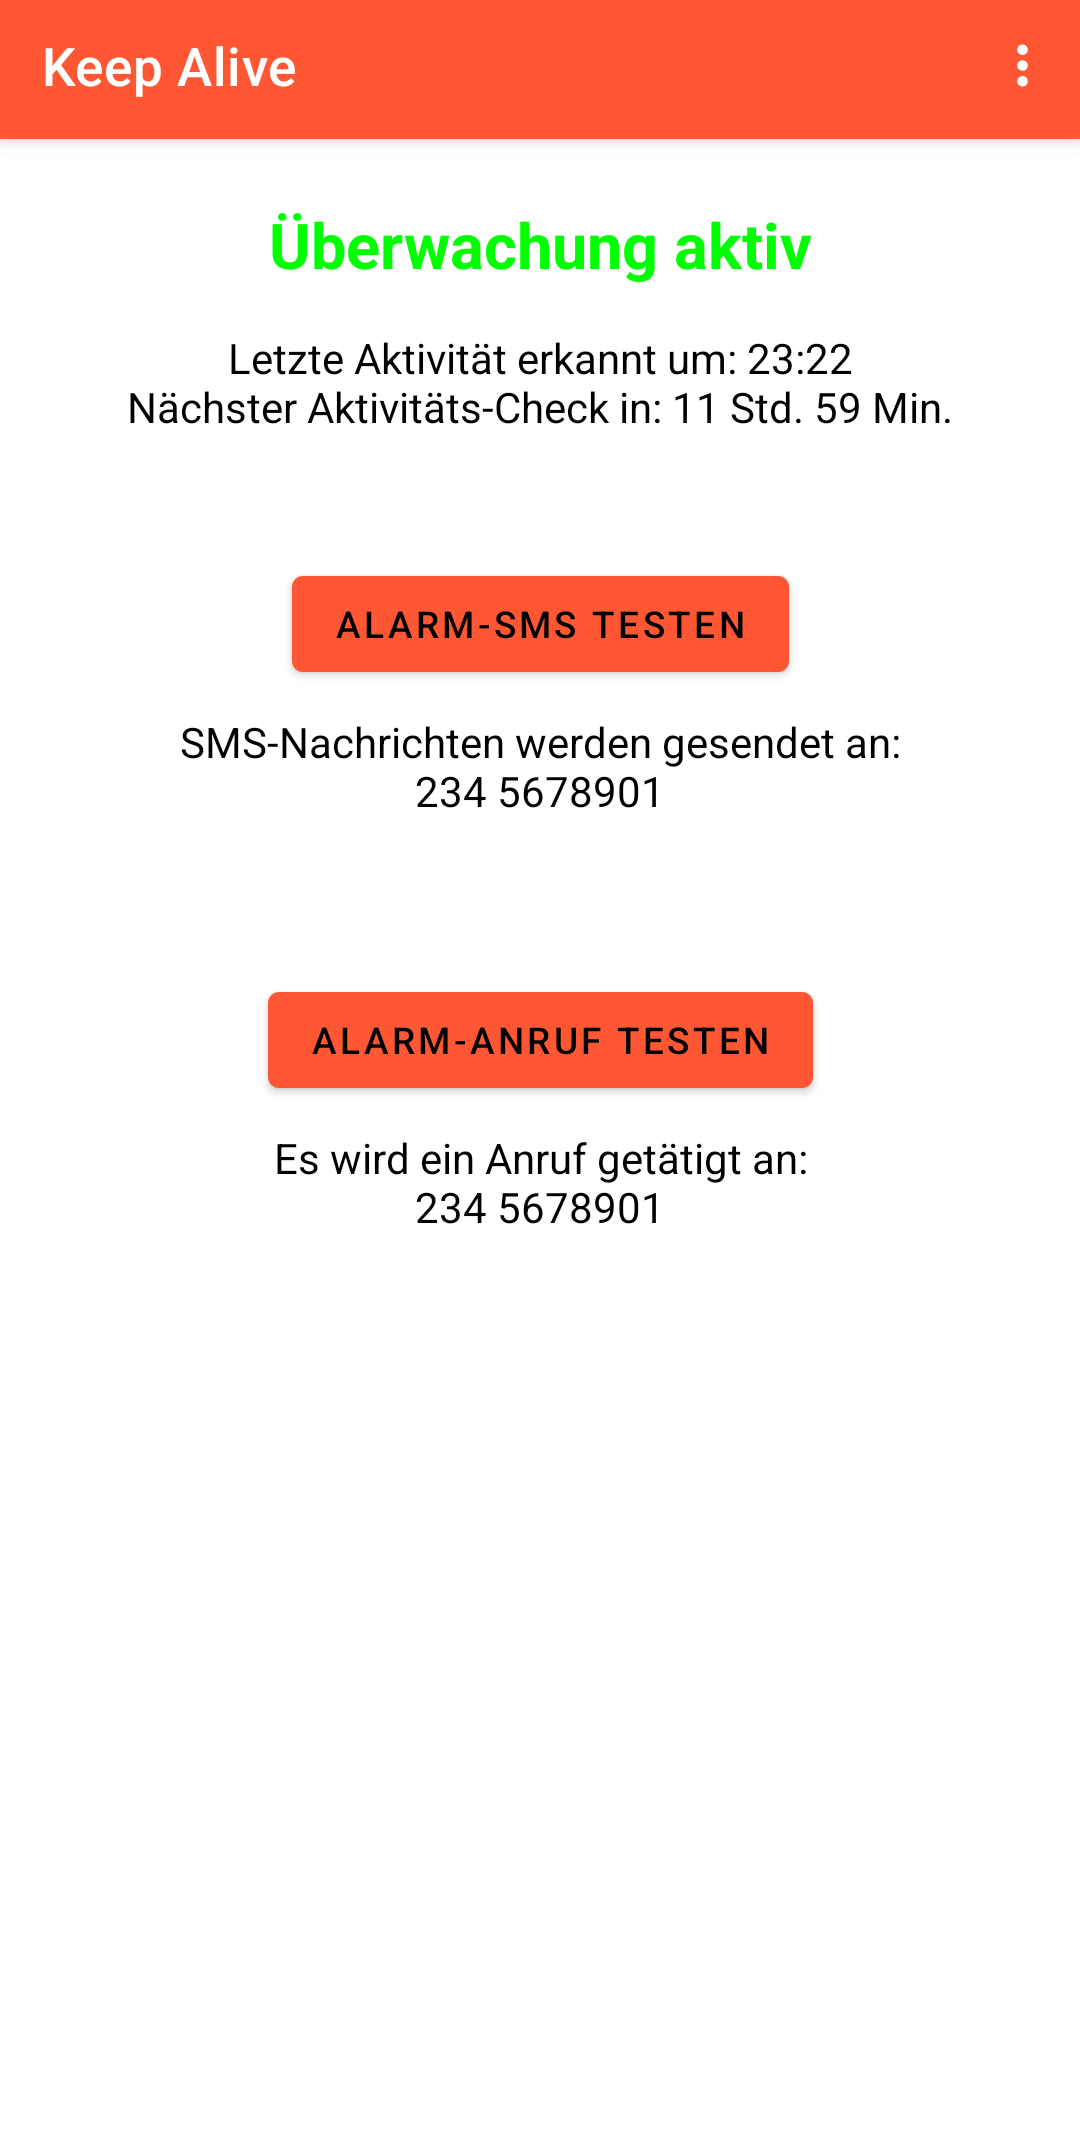 Keep Alive
Überwachung aktiv
Letzte Aktivität erkannt um: 23:22
Nächster Aktivitäts-Check in: 11 Std. 59 Min.
ALARM-SMS TESTEN
SMS-Nachrichten werden gesendet an:
234 5678901
ALARM-ANRUF TESTEN
Es wird ein Anruf getätigt an:
234 5678901